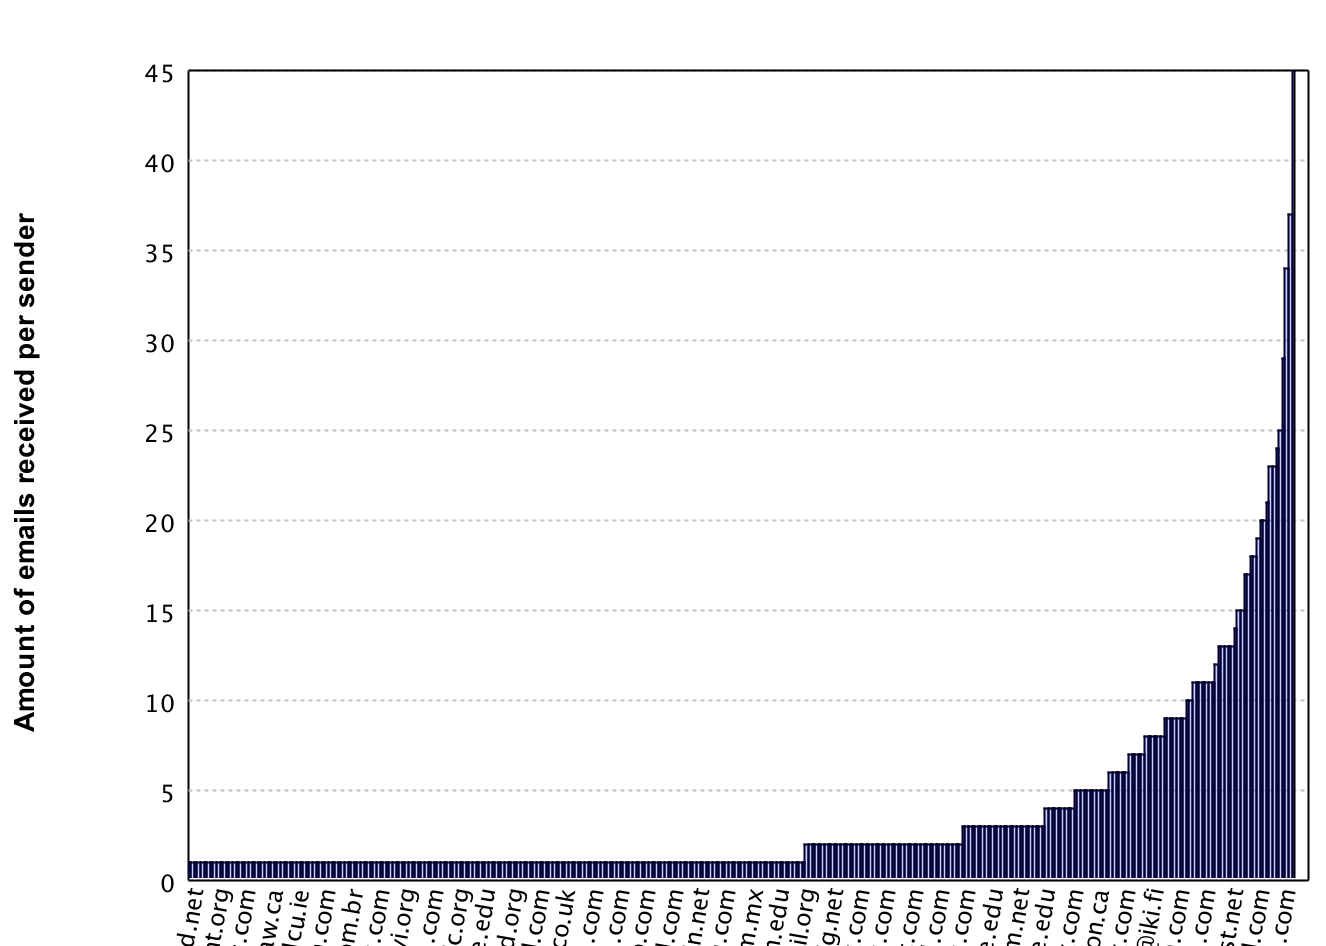 Amount of emails received per sender
45
40
35
30
25
20
15
10
5
0
d.net
nt.org
.com
aw.ca
lcu.ie
.com
om.br
.com
vi.org
.com
c.org
e.edu
d.org
l.com
co.uk
.com
.com
.com
l.com
n.net
.com
m.mx
n.edu
il.org
g.net
.com
.com
.com
.com
.com
e.edu
m.net
e.edu
.com
on.ca
.com
@iki.fi
.com
.com
st.net
.com
.com